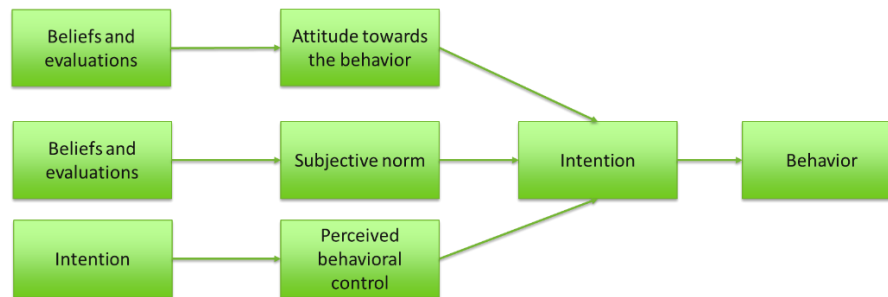 Beliefs and
evaluations
Attitude towards
the behavior
Beliefs and
evaluations
Subjective norm
Intention
Behavior
Intention
Perceived
behavioral
control